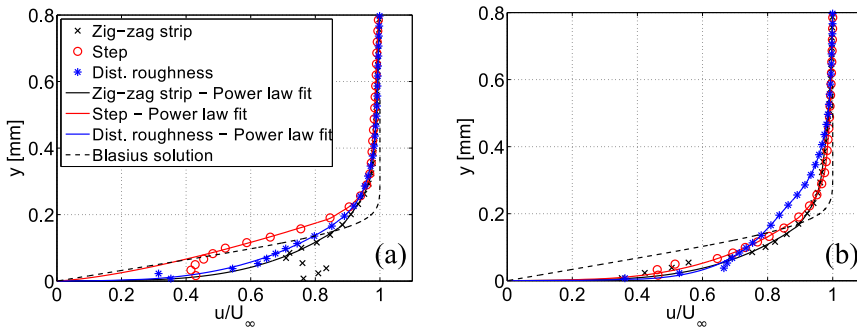 0.8
0.6
0.4
0.2
0
y [mm]
Zig−zag strip
Step
Dist. roughness
Zig−zag strip − Power law fit
Step − Power law fit
Dist. roughness − Power law fit
Blasius solution
(a)
0 0.2 0.4 0.6 0.8 1
u/U∞
0.8
0.6
0.4
0.2
0
y [mm]
(b)
0 0.2 0.4 0.6 0.8 1
u/U∞